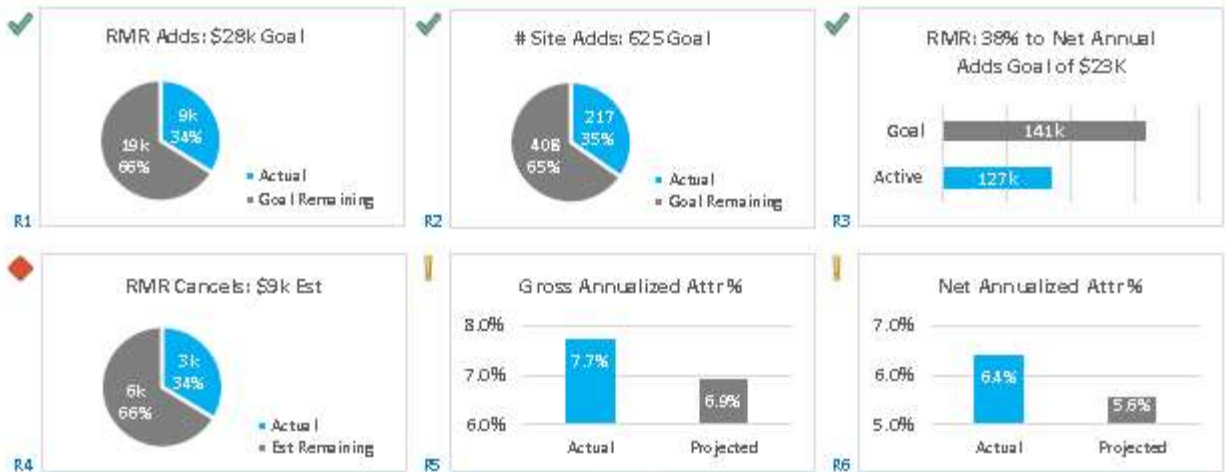 RMR Adds: $28k Goal
9k
34%
19k
66%
Actual
Goal Remaining
R1
# Site Adds: 625 Goal
217
35%
408
65%
Actual
Goal Remaining
R2
RMR: 38% to Net Annual
Adds Goal of $23K
Goal
141k
Active
127k
R3
RMR Cancels: $9k Est
3k
34%
6k
66%
Actual
Est Remaining
R4
Gross Annualized Attr%
8.0%
7.0%
6.0%
7.7%
6.9%
Actual
Projected
R5
Net Annualized Attr%
7.0%
6.0%
5.0%
6.4%
5.6%
Actual
Projected
R6